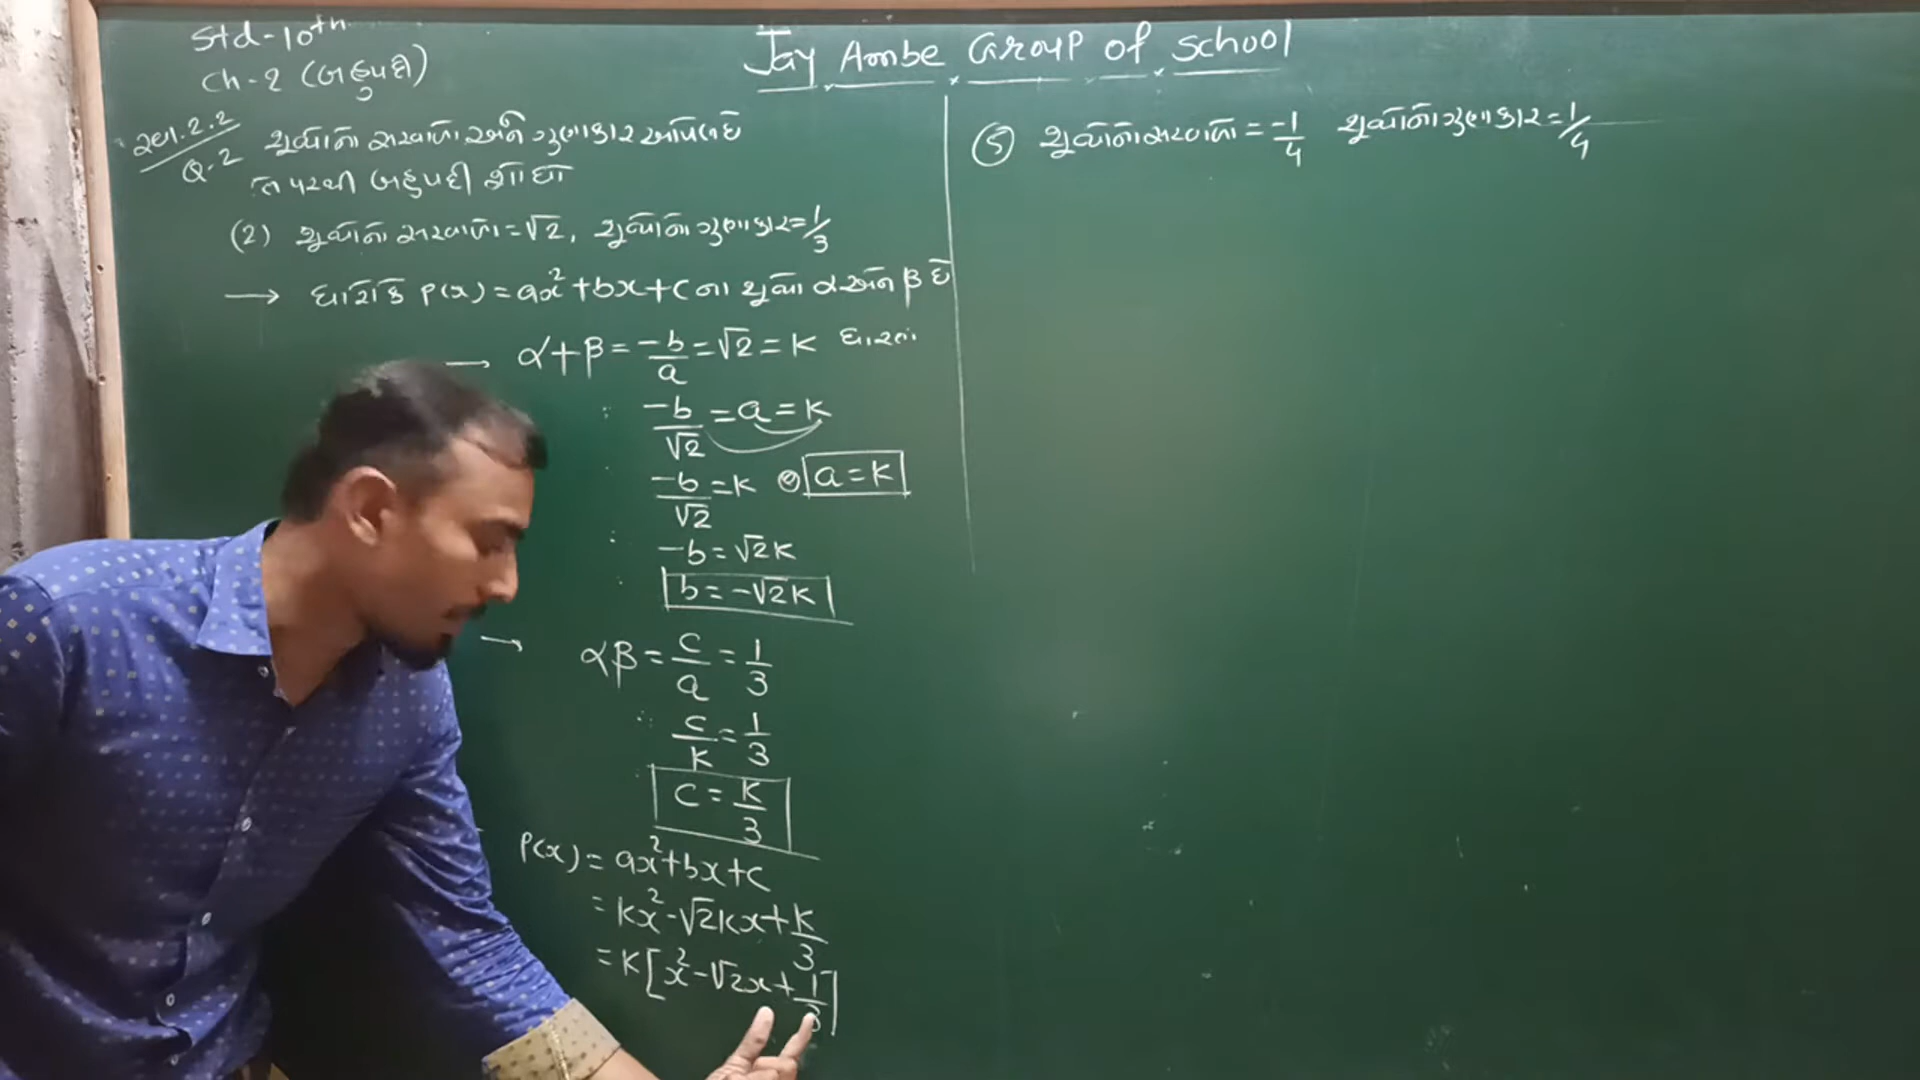 Std-10th
Ch-2 (બહુપદી)
Jay Ambe Group of School
સ્વા.2.2
Q.2
શૂન્યોનો સરવાળો અને ગુણાકાર આપેલ છે
તે પરથી બહુપદી શોધો
(2) શૂન્યોનો સરવાળો=√2, શૂન્યોનો ગુણાકાર=1/3
→ ધારોકે P(x)=ax²+bx+c ના શૂન્યો α અને β છે
→ α+β=-b/a=√2=K ધારતા
∴ -b/√2=a=K
∴ -b/√2=K a=K
∴ -b=√2K
∴ b=-√2K
→ αβ=c/a=1/3
∴ c/K=1/3
∴ C=K/3
P(x)=ax²+bx+c
=Kx²-√2Kx+K/3
=K[x²-√2x+1/3]
(5) શૂન્યોનો સરવાળો=-1/4 શૂન્યોનો ગુણાકાર=1/4